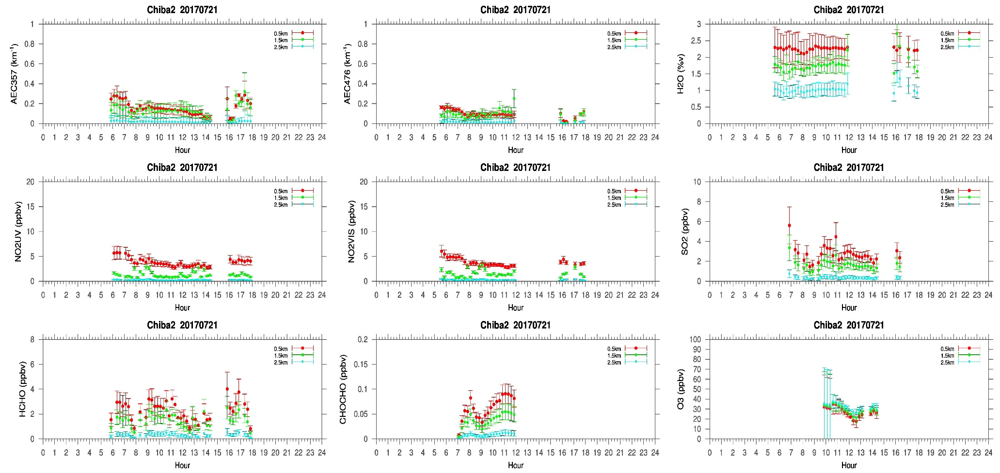 Chiba2 20170721
AEC357 (km⁻¹)
1
0.8
0.6
0.4
0.2
0
0.5km
1.5km
2.5km
0 1 2 3 4 5 6 7 8 9 10 11 12 13 14 15 16 17 18 19 20 21 22 23 24
Hour
Chiba2 20170721
AEC476 (km⁻¹)
1
0.8
0.6
0.4
0.2
0
0.5km
1.5km
2.5km
0 1 2 3 4 5 6 7 8 9 10 11 12 13 14 15 16 17 18 19 20 21 22 23 24
Hour
Chiba2 20170721
H2O (%v)
3
2.5
2
1.5
1
0.5
0
0.5km
1.5km
2.5km
0 1 2 3 4 5 6 7 8 9 10 11 12 13 14 15 16 17 18 19 20 21 22 23 24
Hour
Chiba2 20170721
NO2UV (ppbv)
20
15
10
5
0
0.5km
1.5km
2.5km
0 1 2 3 4 5 6 7 8 9 10 11 12 13 14 15 16 17 18 19 20 21 22 23 24
Hour
Chiba2 20170721
NO2VIS (ppbv)
20
15
10
5
0
0.5km
1.5km
2.5km
0 1 2 3 4 5 6 7 8 9 10 11 12 13 14 15 16 17 18 19 20 21 22 23 24
Hour
Chiba2 20170721
SO2 (ppbv)
10
8
6
4
2
0
0.5km
1.5km
2.5km
0 1 2 3 4 5 6 7 8 9 10 11 12 13 14 15 16 17 18 19 20 21 22 23 24
Hour
Chiba2 20170721
HCHO (ppbv)
8
6
4
2
0
0.5km
1.5km
2.5km
0 1 2 3 4 5 6 7 8 9 10 11 12 13 14 15 16 17 18 19 20 21 22 23 24
Hour
Chiba2 20170721
CHOCHO (ppbv)
0.2
0.15
0.1
0.05
0
0.5km
1.5km
2.5km
0 1 2 3 4 5 6 7 8 9 10 11 12 13 14 15 16 17 18 19 20 21 22 23 24
Hour
Chiba2 20170721
O3 (ppbv)
100
90
80
70
60
50
40
30
20
10
0
0.5km
1.5km
2.5km
0 1 2 3 4 5 6 7 8 9 10 11 12 13 14 15 16 17 18 19 20 21 22 23 24
Hour